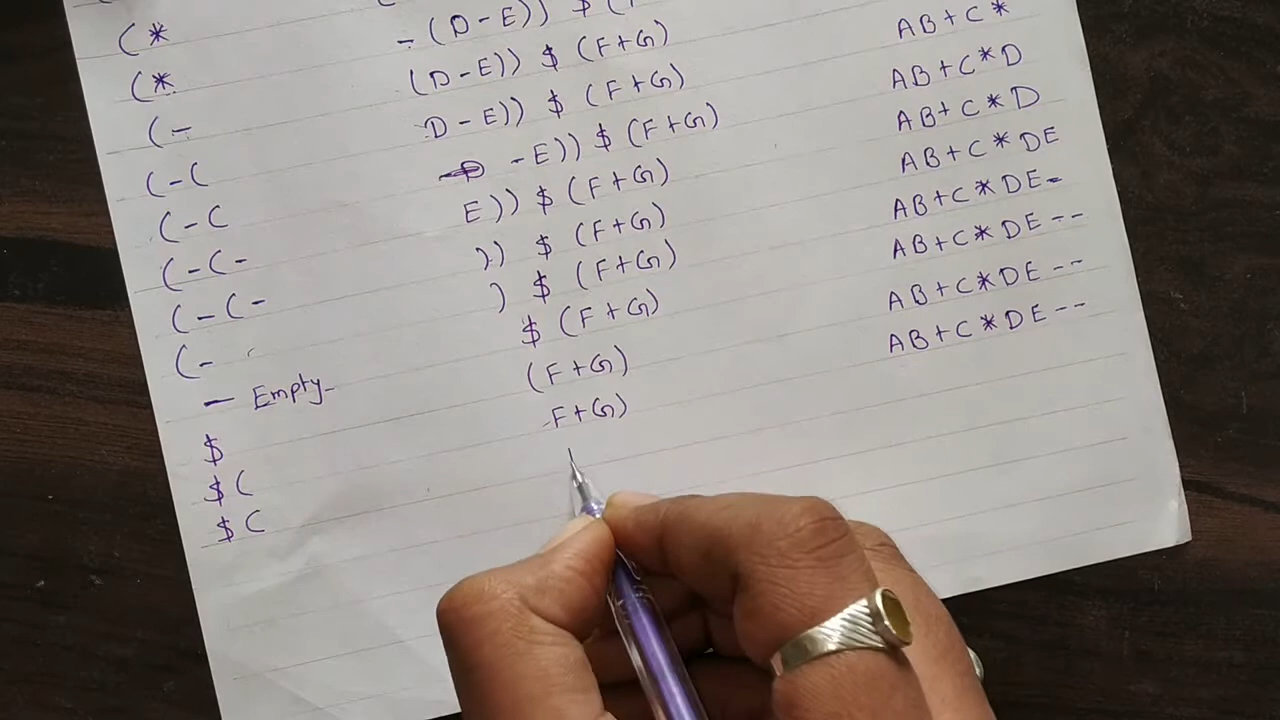 - (D - E)) $ (
(* (D - E)) $ (F+G) AB+C*
(* D - E)) $ (F+G) AB+C*D
(- - E)) $ (F+G) AB+C*D
(-( E)) $ (F+G) AB+C*DE
(-( )) $ (F+G) AB+C*DE-
(-(- ) $ (F+G) AB+C*DE--
(-(- $ (F+G) AB+C*DE--
(- (F+G) AB+C*DE--
— Empty- F+G)
$
$(
$(